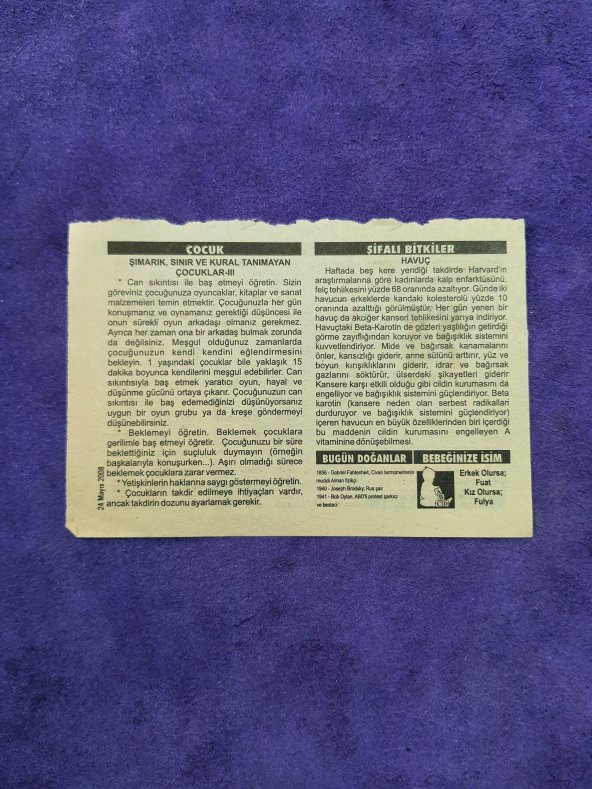 ÇOCUK
ŞIMARIK, SINIR VE KURAL TANIMAYAN
ÇOCUKLAR-III
* Can sıkıntısı ile baş etmeyi öğretin. Sizin
göreviniz çocuğunuza oyuncaklar, kitaplar ve sanat
malzemeleri temin etmektir. Çocuğunuzla her gün
konuşmanız ve oynamanız gerektiği düşüncesi ile
onun sürekli oyun arkadaşı olmanız gerekmez.
Ayrıca her zaman ona bir arkadaş bulmak zorunda
da değilsiniz. Meşgul olduğunuz zamanlarda
çocuğunuzun kendi kendini eğlendirmesini
bekleyin. 1 yaşındaki çocuklar bile yaklaşık 15
dakika boyunca kendilerini meşgul edebilirler. Can
sıkıntısıyla baş etmek yaratıcı oyun, hayal ve
düşünme gücünü ortaya çıkarır. Çocuğunuzun can
sıkıntısı ile baş edemediğinizi düşünüyorsanız
uygun bir oyun grubu ya da kreşe göndermeyi
düşünebilirsiniz.
* Beklemeyi öğretin. Beklemek çocuklara
gerilimle baş etmeyi öğretir. Çocuğunuzu bir süre
beklettiğiniz için suçluluk duymayın (örneğin
başkalarıyla konuşurken...). Aşırı olmadığı sürece
beklemek çocuklara zarar vermez.
* Yetişkinlerin haklarına saygı göstermeyi öğretin.
* Çocukların takdir edilmeye ihtiyaçları vardır,
ancak takdirin dozunu ayarlamak gerekir.
24 Mayıs 2008
ŞİFALI BİTKİLER
HAVUÇ
Haftada beş kere yendiği takdirde Harvard'ın
araştırmalarına göre kadınlarda kalp enfarktüsünü,
felç tehlikesini yüzde 68 oranında azaltıyor. Günde iki
havucun erkeklerde kandaki kolesterolü yüzde 10
oranında azalttığı görülmüştür. Her gün yenen bir
havuç da akciğer kanseri tehlikesini yarıya indiriyor.
Havuçtaki Beta-Karotin de gözleri yaşlılığın getirdiği
görme zayıflığından koruyor ve bağışıklık sistemini
kuvvetlendiriyor. Mide ve bağırsak kanamalarını
önler, kansızlığı giderir, anne sütünü arttırır, yüz ve
boyun kırışıklıklarını giderir, idrar ve bağırsak
gazlarını söktürür, ülserdeki şikayetleri giderir
Kansere karşı etkili olduğu gibi cildin kurumasını da
engelliyor ve bağışıklık sistemini güçlendiriyor. Beta
karotin (kansere neden olan serbest radikalleri
durduruyor ve bağışıklık sistemini güçlendiriyor)
içeren havucun en büyük özelliklerinden biri içerdiği
bu maddenin cildin kurumasını engelleyen A
vitaminine dönüşebilmesi.
BUGÜN DOĞANLAR
1686 - Gabriel Fahrenheit, Civalı termometrenin
mucidi Alman fizikçi
1940 - Joseph Brodsky, Rus şair
1941 - Bob Dylan, ABD'li protest şarkıcı
ve besteci
BEBEĞİNİZE İSİM
Erkek Olursa;
Fuat
Kız Olursa;
Fulya